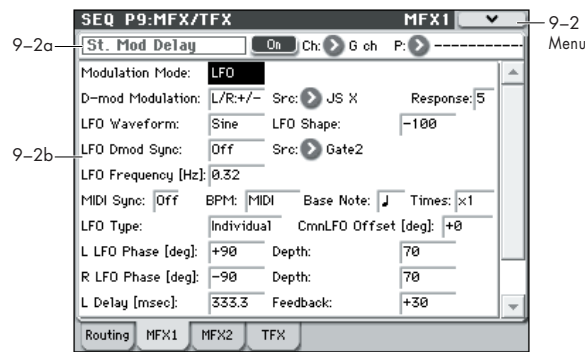 SEQ P9:MFX/TFX MFX1
9–2
Menu
9–2a
St. Mod Delay On Ch: G ch P: ------------
Modulation Mode: LFO
D-mod Modulation: L/R:+/- Src: JS X Response: 5
LFO Waveform: Sine LFO Shape: -100
9–2b
LFO Dmod Sync: Off Src: Gate2
LFO Frequency [Hz]: 0.32
MIDI Sync: Off BPM: MIDI Base Note: ♩ Times: x1
LFO Type: Individual CmnLFO Offset [deg]: +0
L LFO Phase [deg]: +90 Depth: 70
R LFO Phase [deg]: -90 Depth: 70
L Delay [msec]: 333.3 Feedback: +30
Routing MFX1 MFX2 TFX